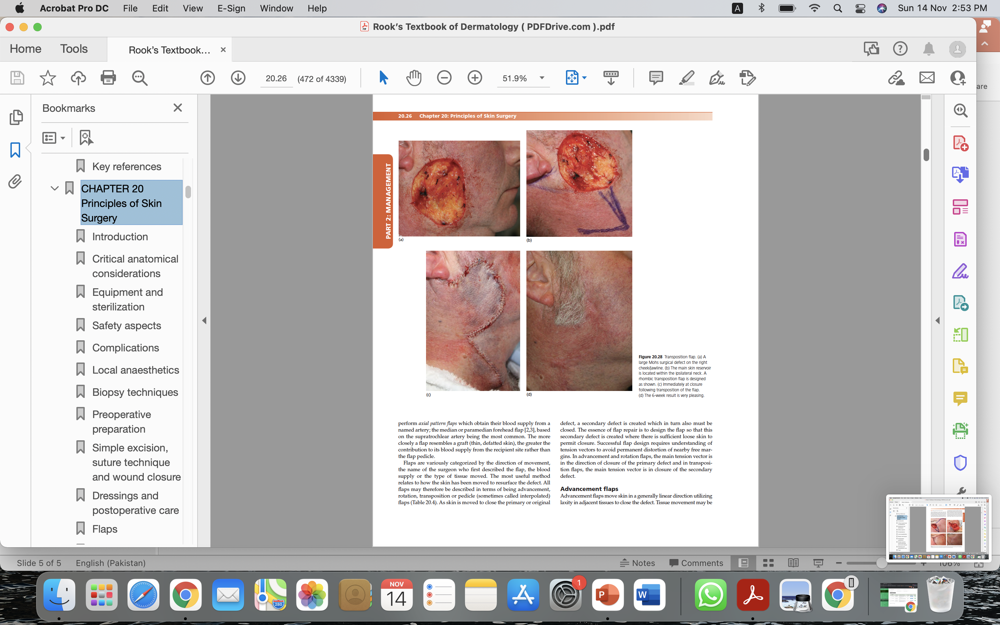 Acrobat Pro DC File Edit View E-Sign Window Help
A
Sun 14 Nov 2:53 PM
Rook's Textbook of Dermatology ( PDFDrive.com ).pdf
Home Tools Rook's Textbook... ×
20.26 (472 of 4339) 51.9%
are
Bookmarks
Key references
CHAPTER 20
Principles of Skin
Surgery
Introduction
Critical anatomical
considerations
Equipment and
sterilization
Safety aspects
Complications
Local anaesthetics
Biopsy techniques
Preoperative
preparation
Simple excision,
suture technique
and wound closure
Dressings and
postoperative care
Flaps
20.26 Chapter 20: Principles of Skin Surgery
PART 2: MANAGEMENT
(a)
(b)
(c)
(d)
Figure 20.28 Transposition flap. (a) A
large Mohs surgical defect on the right
cheek/jawline. (b) The main skin reservoir
is located within the ipsilateral neck. A
rhombic transposition flap is designed
as shown. (c) Immediately at closure
following transposition of the flap.
(d) The 6-week result is very pleasing.
perform axial pattern flaps which obtain their blood supply from a
named artery; the median or paramedian forehead flap [2,3], based
on the supratrochlear artery being the most common. The more
closely a flap resembles a graft (thin, defatted skin), the greater the
contribution to its blood supply from the recipient site rather than
the flap pedicle.
Flaps are variously categorized by the direction of movement,
the name of the surgeon who first described the flap, the blood
supply or the type of tissue moved. The most useful method
relates to how the skin has been moved to resurface the defect. All
flaps may therefore be described in terms of being advancement,
rotation, transposition or pedicle (sometimes called interpolated)
flaps (Table 20.4). As skin is moved to close the primary or original
defect, a secondary defect is created which in turn also must be
closed. The essence of flap repair is to design the flap so that this
secondary defect is created where there is sufficient loose skin to
permit closure. Successful flap design requires understanding of
tension vectors to avoid permanent distortion of nearby free mar-
gins. In advancement and rotation flaps, the main tension vector is
in the direction of closure of the primary defect and in transposi-
tion flaps, the main tension vector is in closure of the secondary
defect.
Advancement flaps
Advancement flaps move skin in a generally linear direction utilizing
laxity in adjacent tissues to close the defect. Tissue movement may be
Slide 5 of 5 English (Pakistan) Notes Comments 106%
NOV
14
280
1
P
W